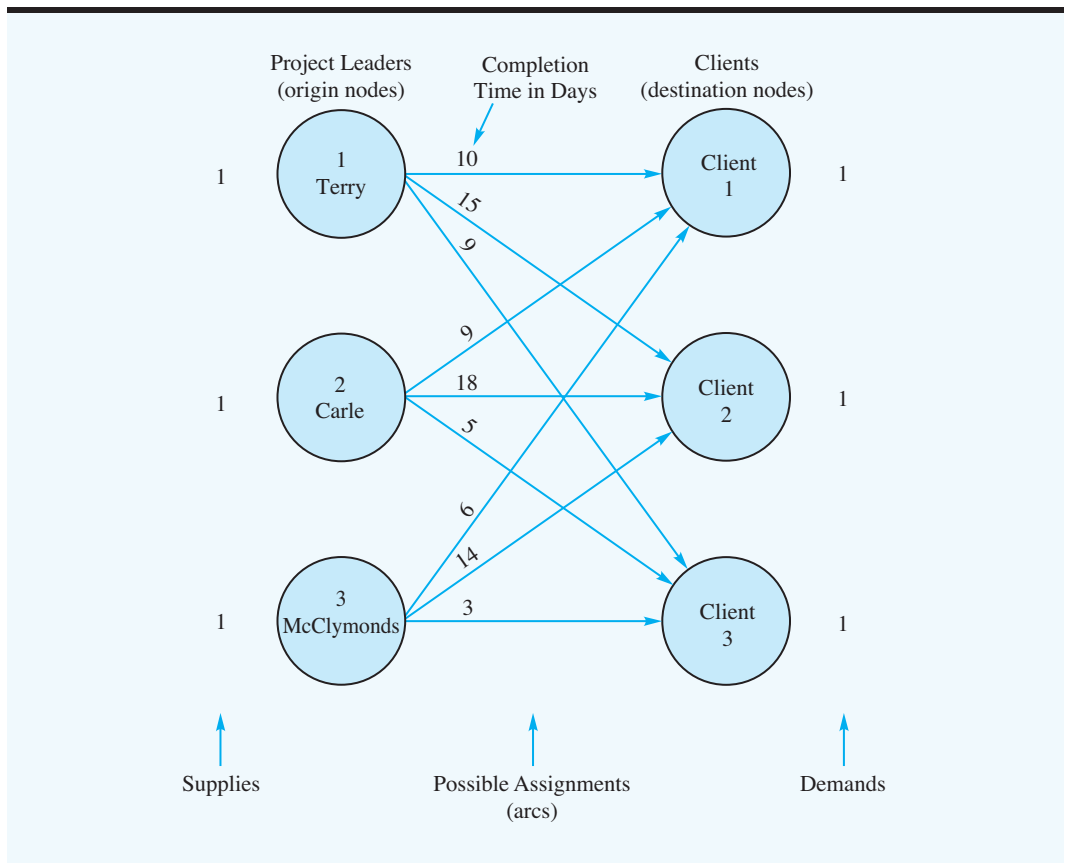 Project Leaders
(origin nodes)
Completion
Time in Days
Clients
(destination nodes)
1
1
Terry
10
15
9
Client
1
1
1
2
Carle
9
18
5
Client
2
1
1
3
McClymonds
6
14
3
Client
3
1
Supplies
Possible Assignments
(arcs)
Demands